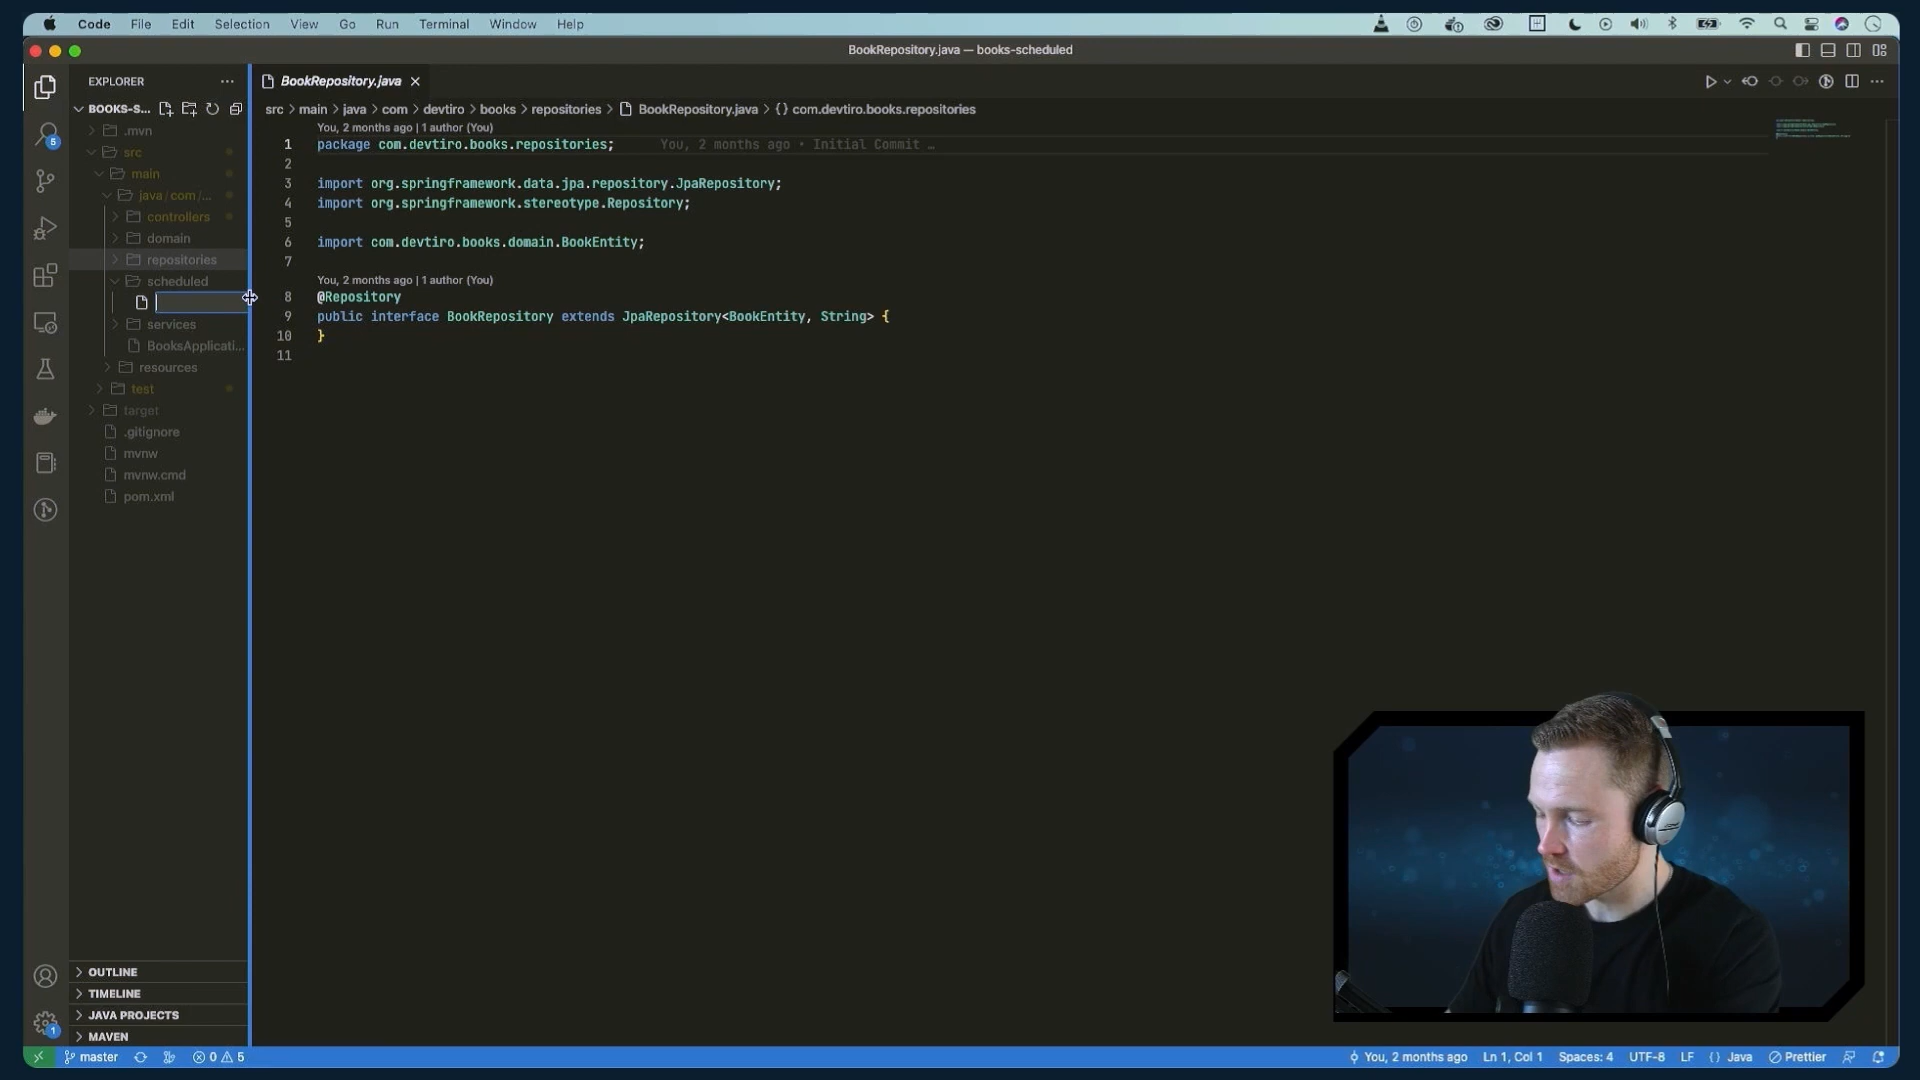 Code File Edit Selection View Go Run Terminal Window Help
BookRepository.java — books-scheduled
EXPLORER
BookRepository.java
BOOKS-S...
src > main > java > com > devtiro > books > repositories > BookRepository.java > {} com.devtiro.books.repositories
.mvn
src
main
java/com/...
controllers
domain
repositories
scheduled
services
BooksApplicati...
resources
test
target
.gitignore
mvnw
mvnw.cmd
pom.xml
You, 2 months ago | 1 author (You)
1 package com.devtiro.books.repositories; You, 2 months ago • Initial Commit …
2
3 import org.springframework.data.jpa.repository.JpaRepository;
4 import org.springframework.stereotype.Repository;
5
6 import com.devtiro.books.domain.BookEntity;
7
You, 2 months ago | 1 author (You)
8 @Repository
9 public interface BookRepository extends JpaRepository<BookEntity, String> {
10 }
11
5
OUTLINE
TIMELINE
JAVA PROJECTS
MAVEN
1
master 0 5 You, 2 months ago Ln 1, Col 1 Spaces: 4 UTF-8 LF {} Java Prettier